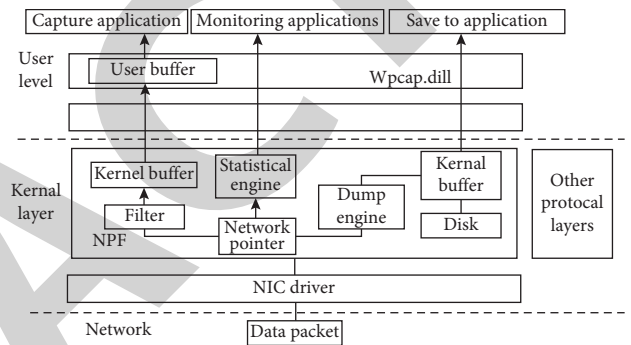 Capture application
Monitoring applications
Save to application
User
level
User buffer
Wpcap.dill
Kernal
layer
Kernel buffer
Statistical
engine
Kernal
buffer
Dump
engine
Filter
Network
pointer
Disk
NPF
Other
protocal
layers
NIC driver
Network
Data packet